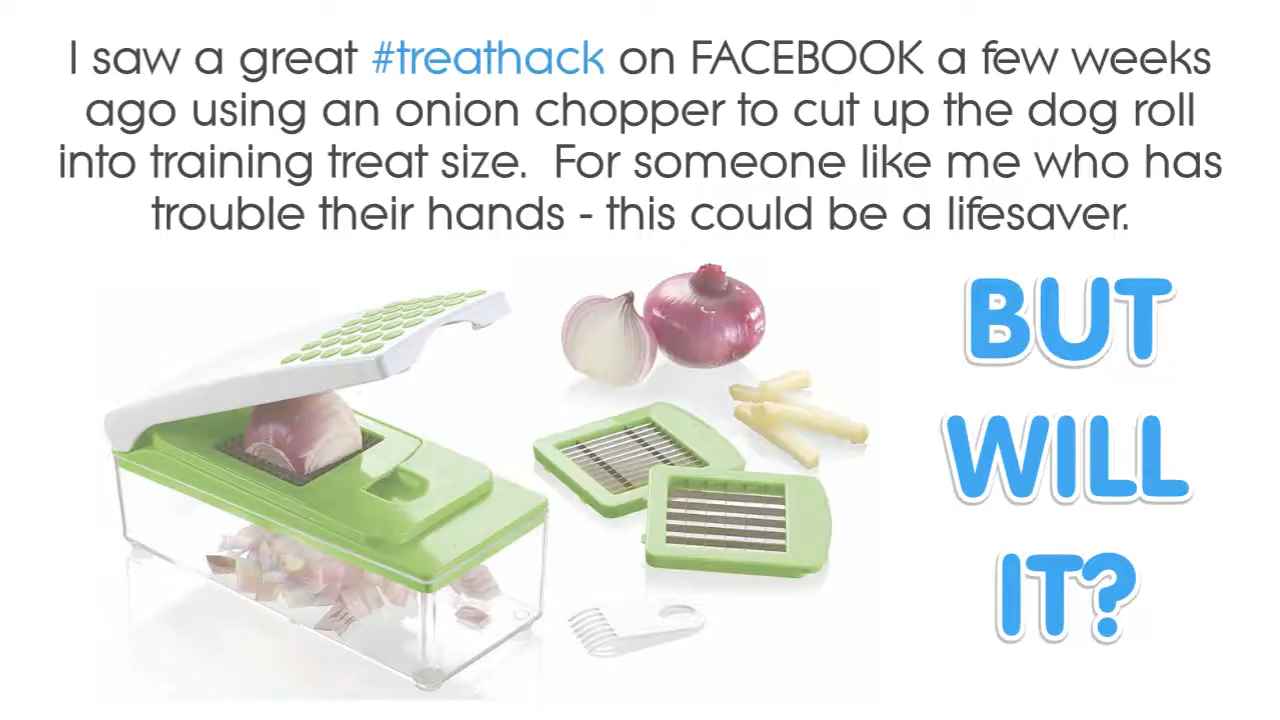 I saw a great #treathack on FACEBOOK a few weeks
ago using an onion chopper to cut up the dog roll
into training treat size.  For someone like me who has
trouble their hands - this could be a lifesaver.
BUT
WILL
IT?